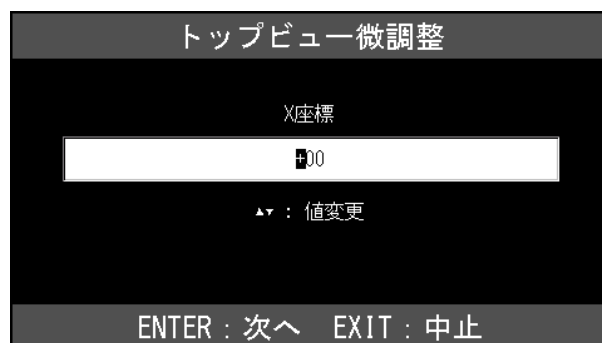 トップビュー微調整
X座標
+00
▲▼ : 値変更
ENTER : 次へ EXIT : 中止